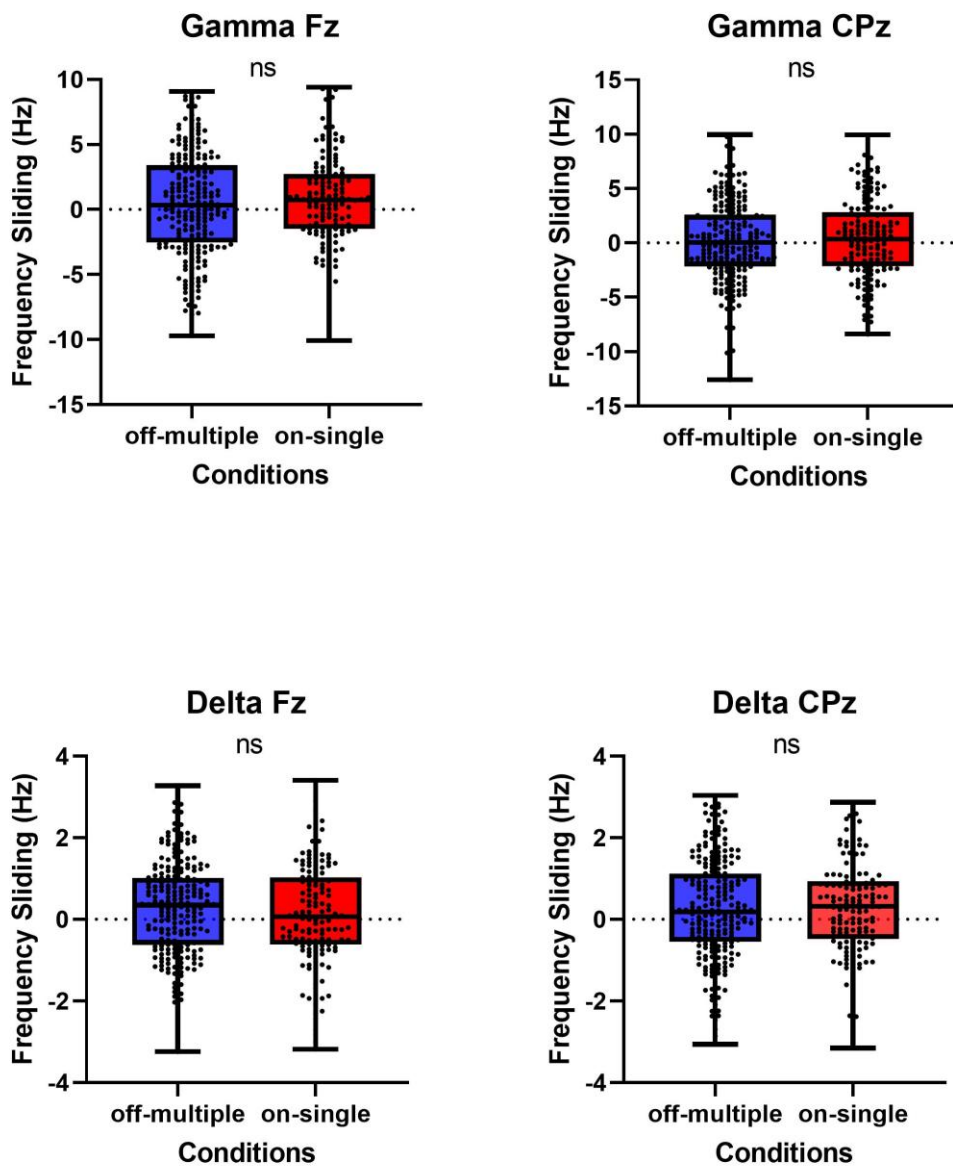 Gamma Fz
ns
Frequency Sliding (Hz)
10
5
0
-5
-10
-15
off-multiple
on-single
Conditions
Gamma CPz
ns
Frequency Sliding (Hz)
15
10
5
0
-5
-10
-15
off-multiple
on-single
Conditions
Delta Fz
ns
Frequency Sliding (Hz)
4
2
0
-2
-4
off-multiple
on-single
Conditions
Delta CPz
ns
Frequency Sliding (Hz)
4
2
0
-2
-4
off-multiple
on-single
Conditions